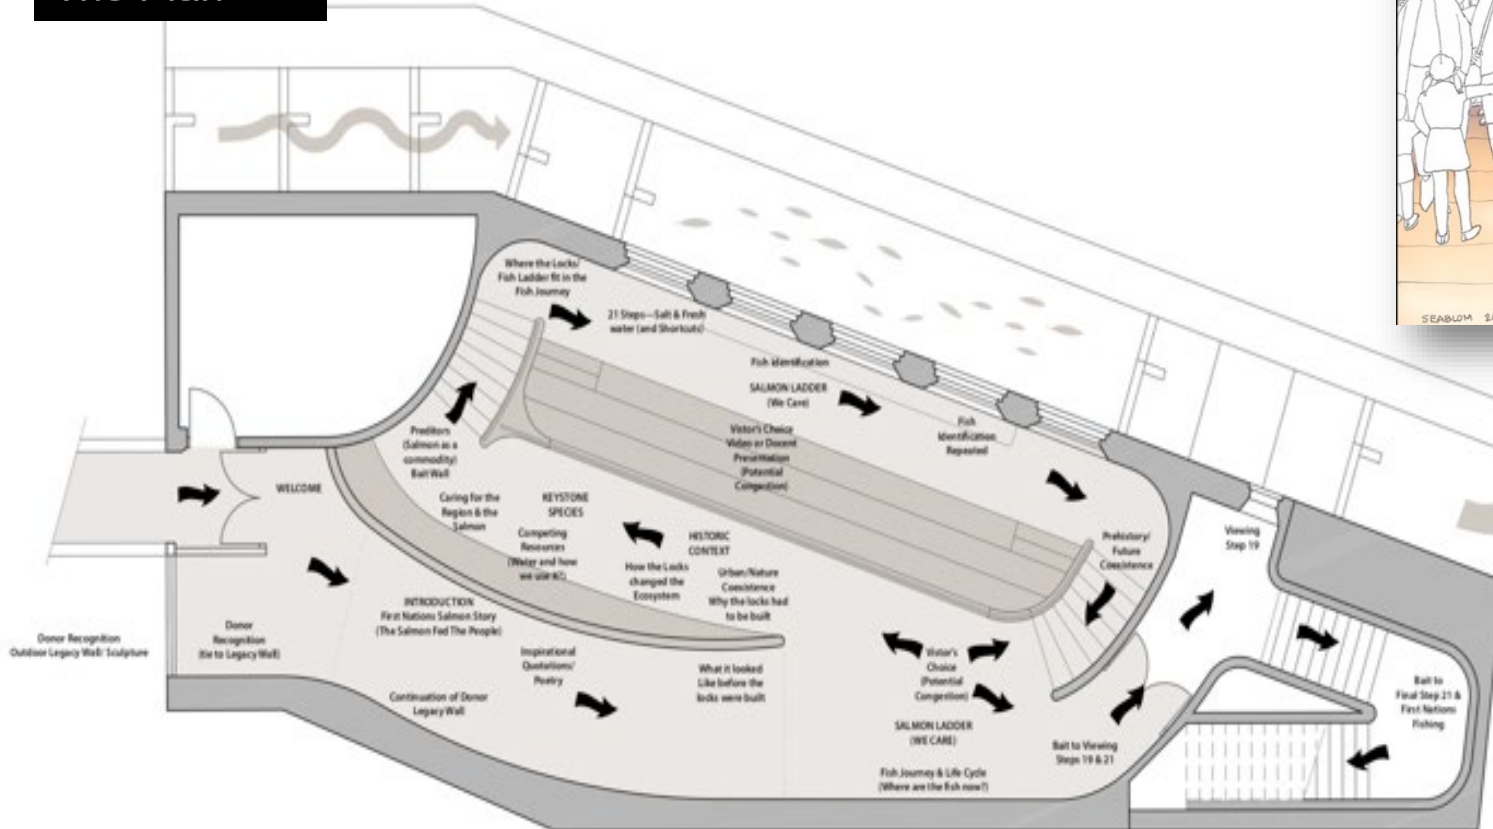 Where the Locks/
Fish Ladder fit in the
Fish Journey
21 Steps—Salt & Fresh
water (and Shortcuts)
Fish identification
SALMON LADDER
(We Care)
Fish
Identification
Repeated
Vistor's Choice
Video or Docent
Presentation
(Potential
Congestion)
Preditors
(Salmon as a
commodity)
Bait Wall
WELCOME
Caring for the
Region & the
Salmon
KEYSTONE
SPECIES
Competing
Resources
(Water and how
we use it?)
HISTORIC
CONTEXT
How the Locks
changed the
Ecosystem
Urban/Nature
Coexistence
Why the locks had
to be built
Prehistory/
Future
Coexistence
Viewing
Step 19
INTRODUCTION
First Nations Salmon Story
(The Salmon Fed The People)
Donor Recognition
Outdoor Legacy Wall/ Sculpture
Donor
Recognition
(tie to Legacy Wall)
Inspirational
Quotations/
Poetry
Continuation of Donor
Legacy Wall
What it looked
Like before the
locks were built
Vistor's
Choice
(Potential
Congestion)
SALMON LADDER
(WE CARE)
Fish Journey & Life Cycle
(Where are the fish now?)
Bait to Viewing
Steps 19 & 21
Bait to
Final Step 21 &
First Nations
Fishing
SEABLOM